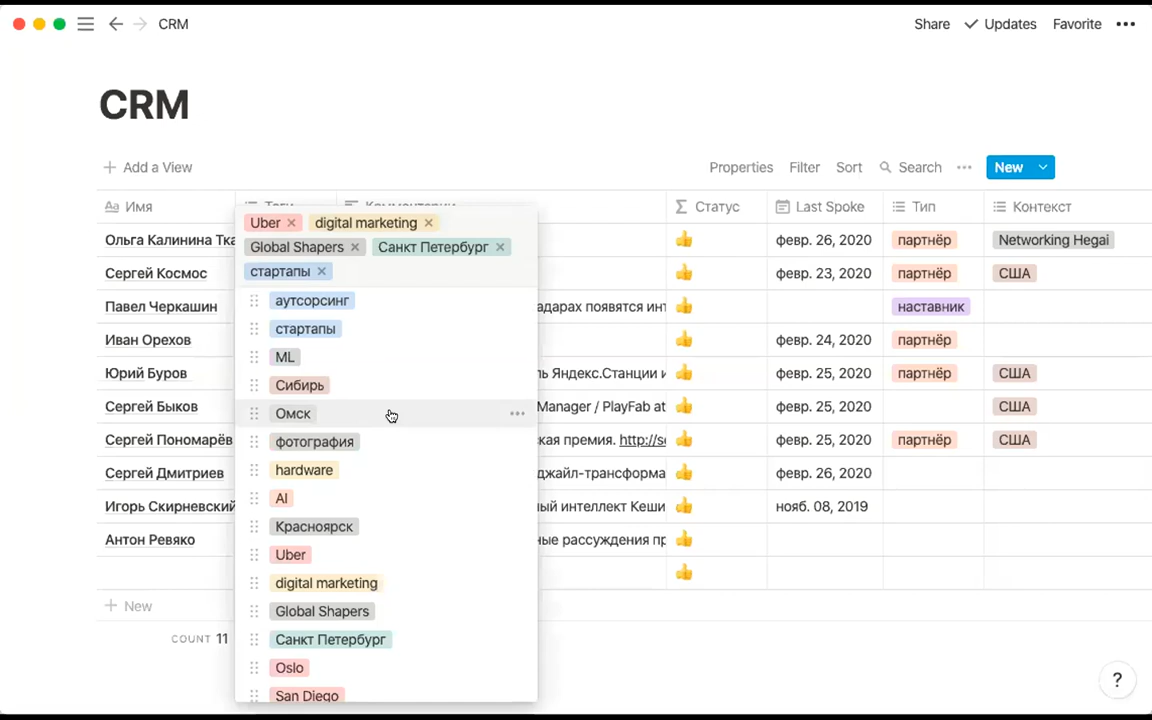 CRM
Share
Updates
Favorite
CRM
Add a View
Properties
Filter
Sort
Search
New
Aa Имя
Статус
Last Spoke
Тип
Контекст
Uber
digital marketing
Global Shapers
Санкт Петербург
стартапы
аутсорсинг
стартапы
ML
Сибирь
Омск
фотография
hardware
AI
Красноярск
Uber
digital marketing
Global Shapers
Санкт Петербург
Oslo
San Diego
Ольга Калинина Тка
февр. 26, 2020
партнёр
Networking Hegai
Сергей Космос
февр. 23, 2020
партнёр
США
Павел Черкашин
адарах появятся инт
наставник
Иван Орехов
февр. 24, 2020
партнёр
Юрий Буров
ль Яндекс.Станции и
февр. 25, 2020
партнёр
США
Сергей Быков
Manager / PlayFab at
февр. 25, 2020
США
Сергей Пономарёв
ская премия. http://se
февр. 25, 2020
партнёр
США
Сергей Дмитриев
джайл-трансформа
февр. 26, 2020
Игорь Скирневский
ный интеллект Кеши
нояб. 08, 2019
Антон Ревяко
ные рассуждения пр
New
COUNT 11
?